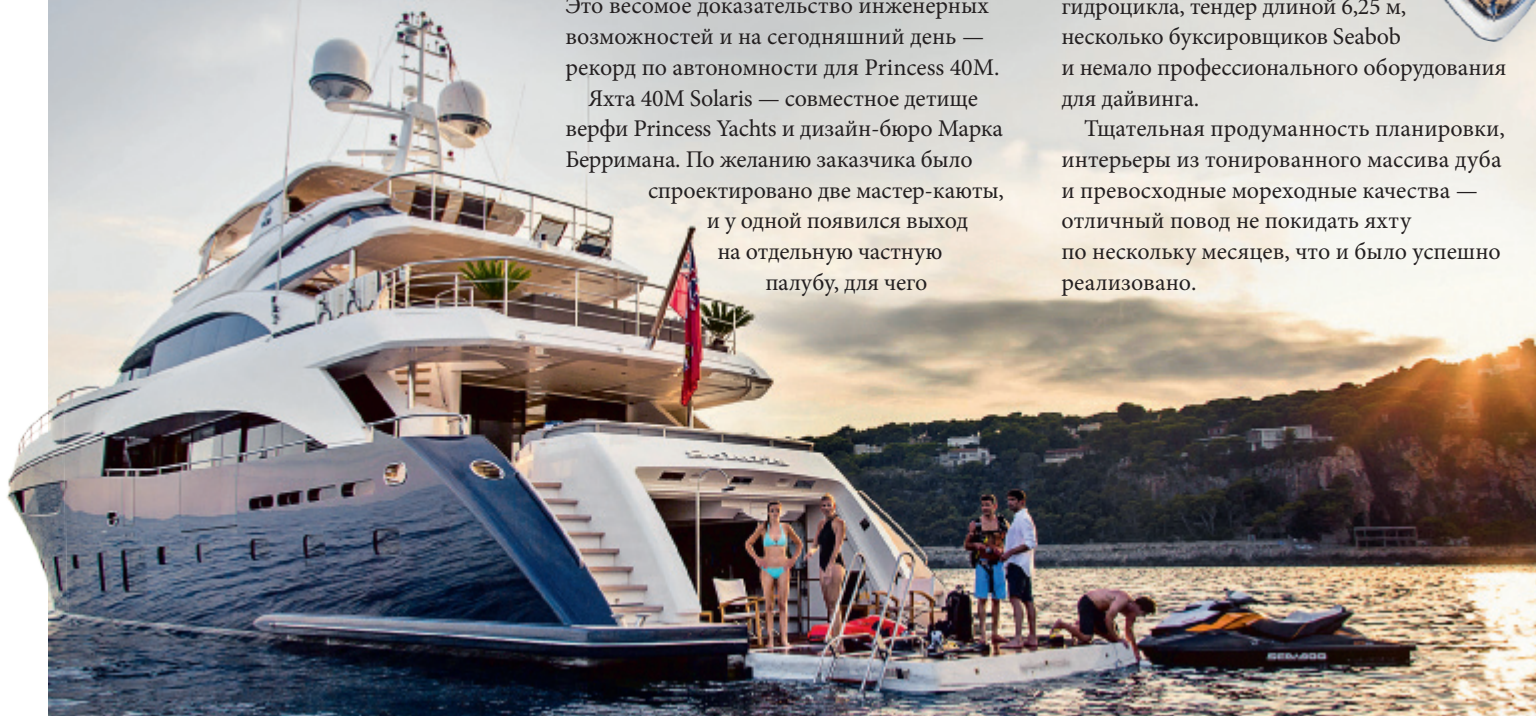 Это весомое доказательство инженерных
возможностей и на сегодняшний день —
рекорд по автономности для Princess 40M.
Яхта 40M Solaris — совместное детище
верфи Princess Yachts и дизайн-бюро Марка
Берримана. По желанию заказчика было
спроектировано две мастер-каюты,
и у одной появился выход
на отдельную частную
палубу, для чего
гидроцикла, тендер длиной 6,25 м,
несколько буксировщиков Seabob
и немало профессионального оборудования
для дайвинга.
Тщательная продуманность планировки,
интерьеры из тонированного массива дуба
и превосходные мореходные качества —
отличный повод не покидать яхту
по нескольку месяцев, что и было успешно
реализовано.
Solaris
SEA-DOO